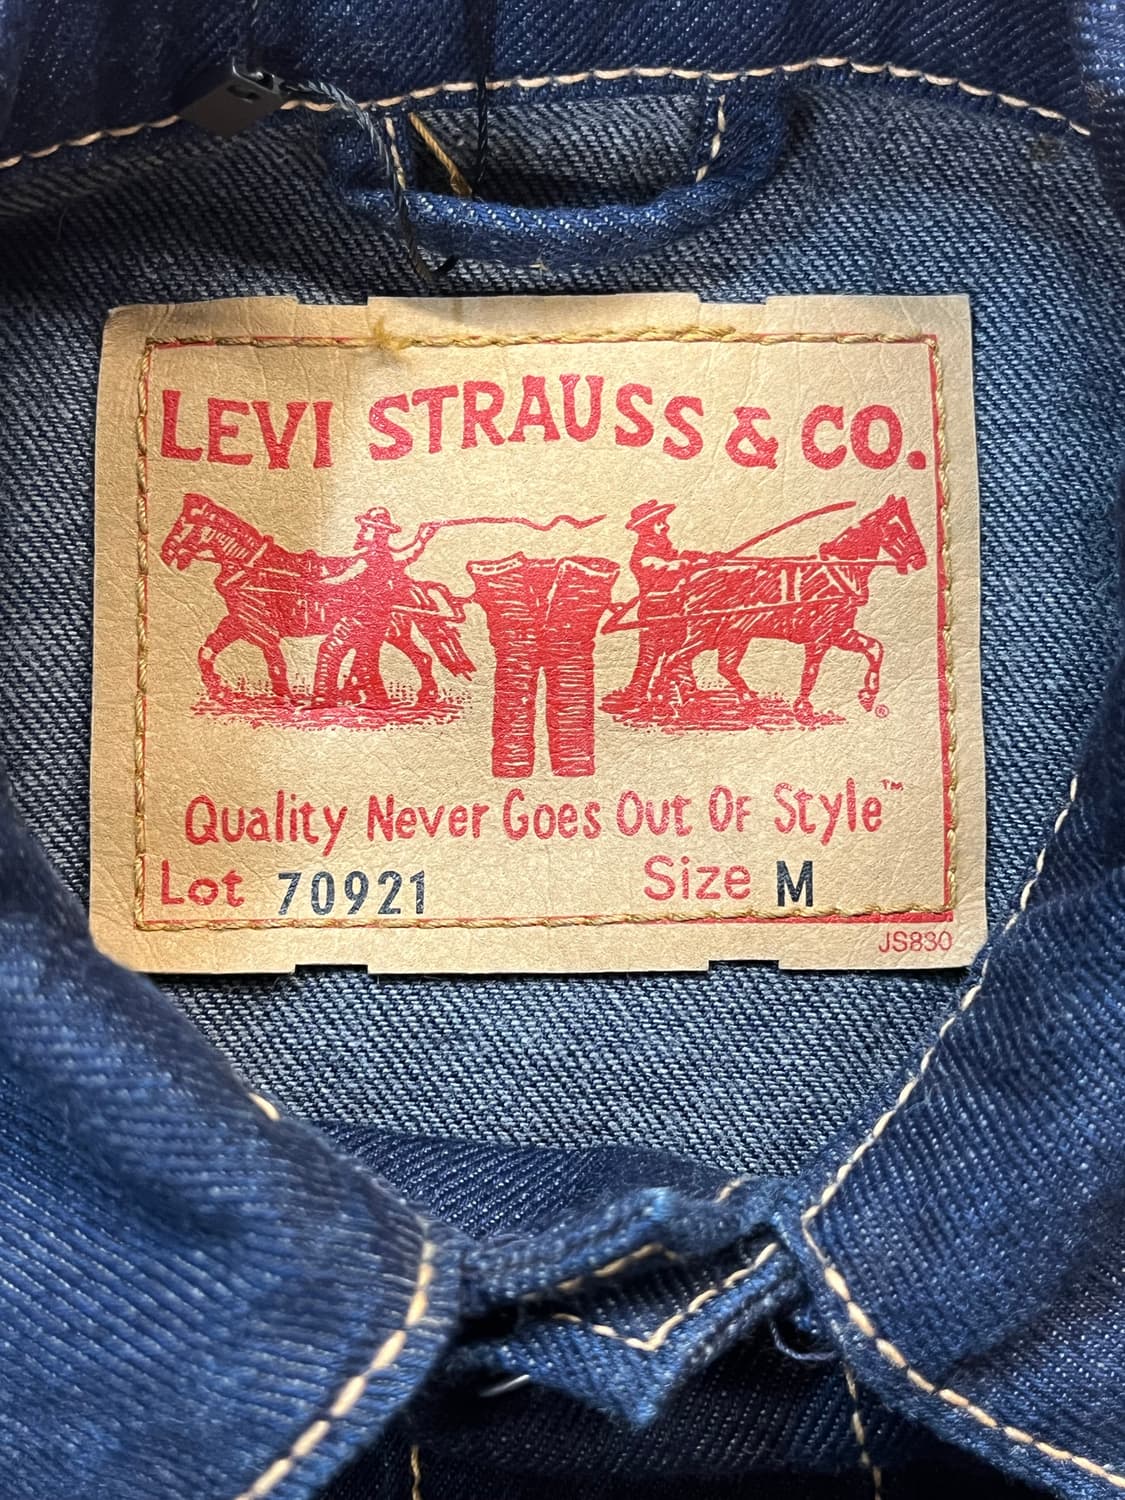 LEVI STRAUSS & CO.
®
Quality Never Goes Out Of Style™
Lot 70921 Size M
JS830